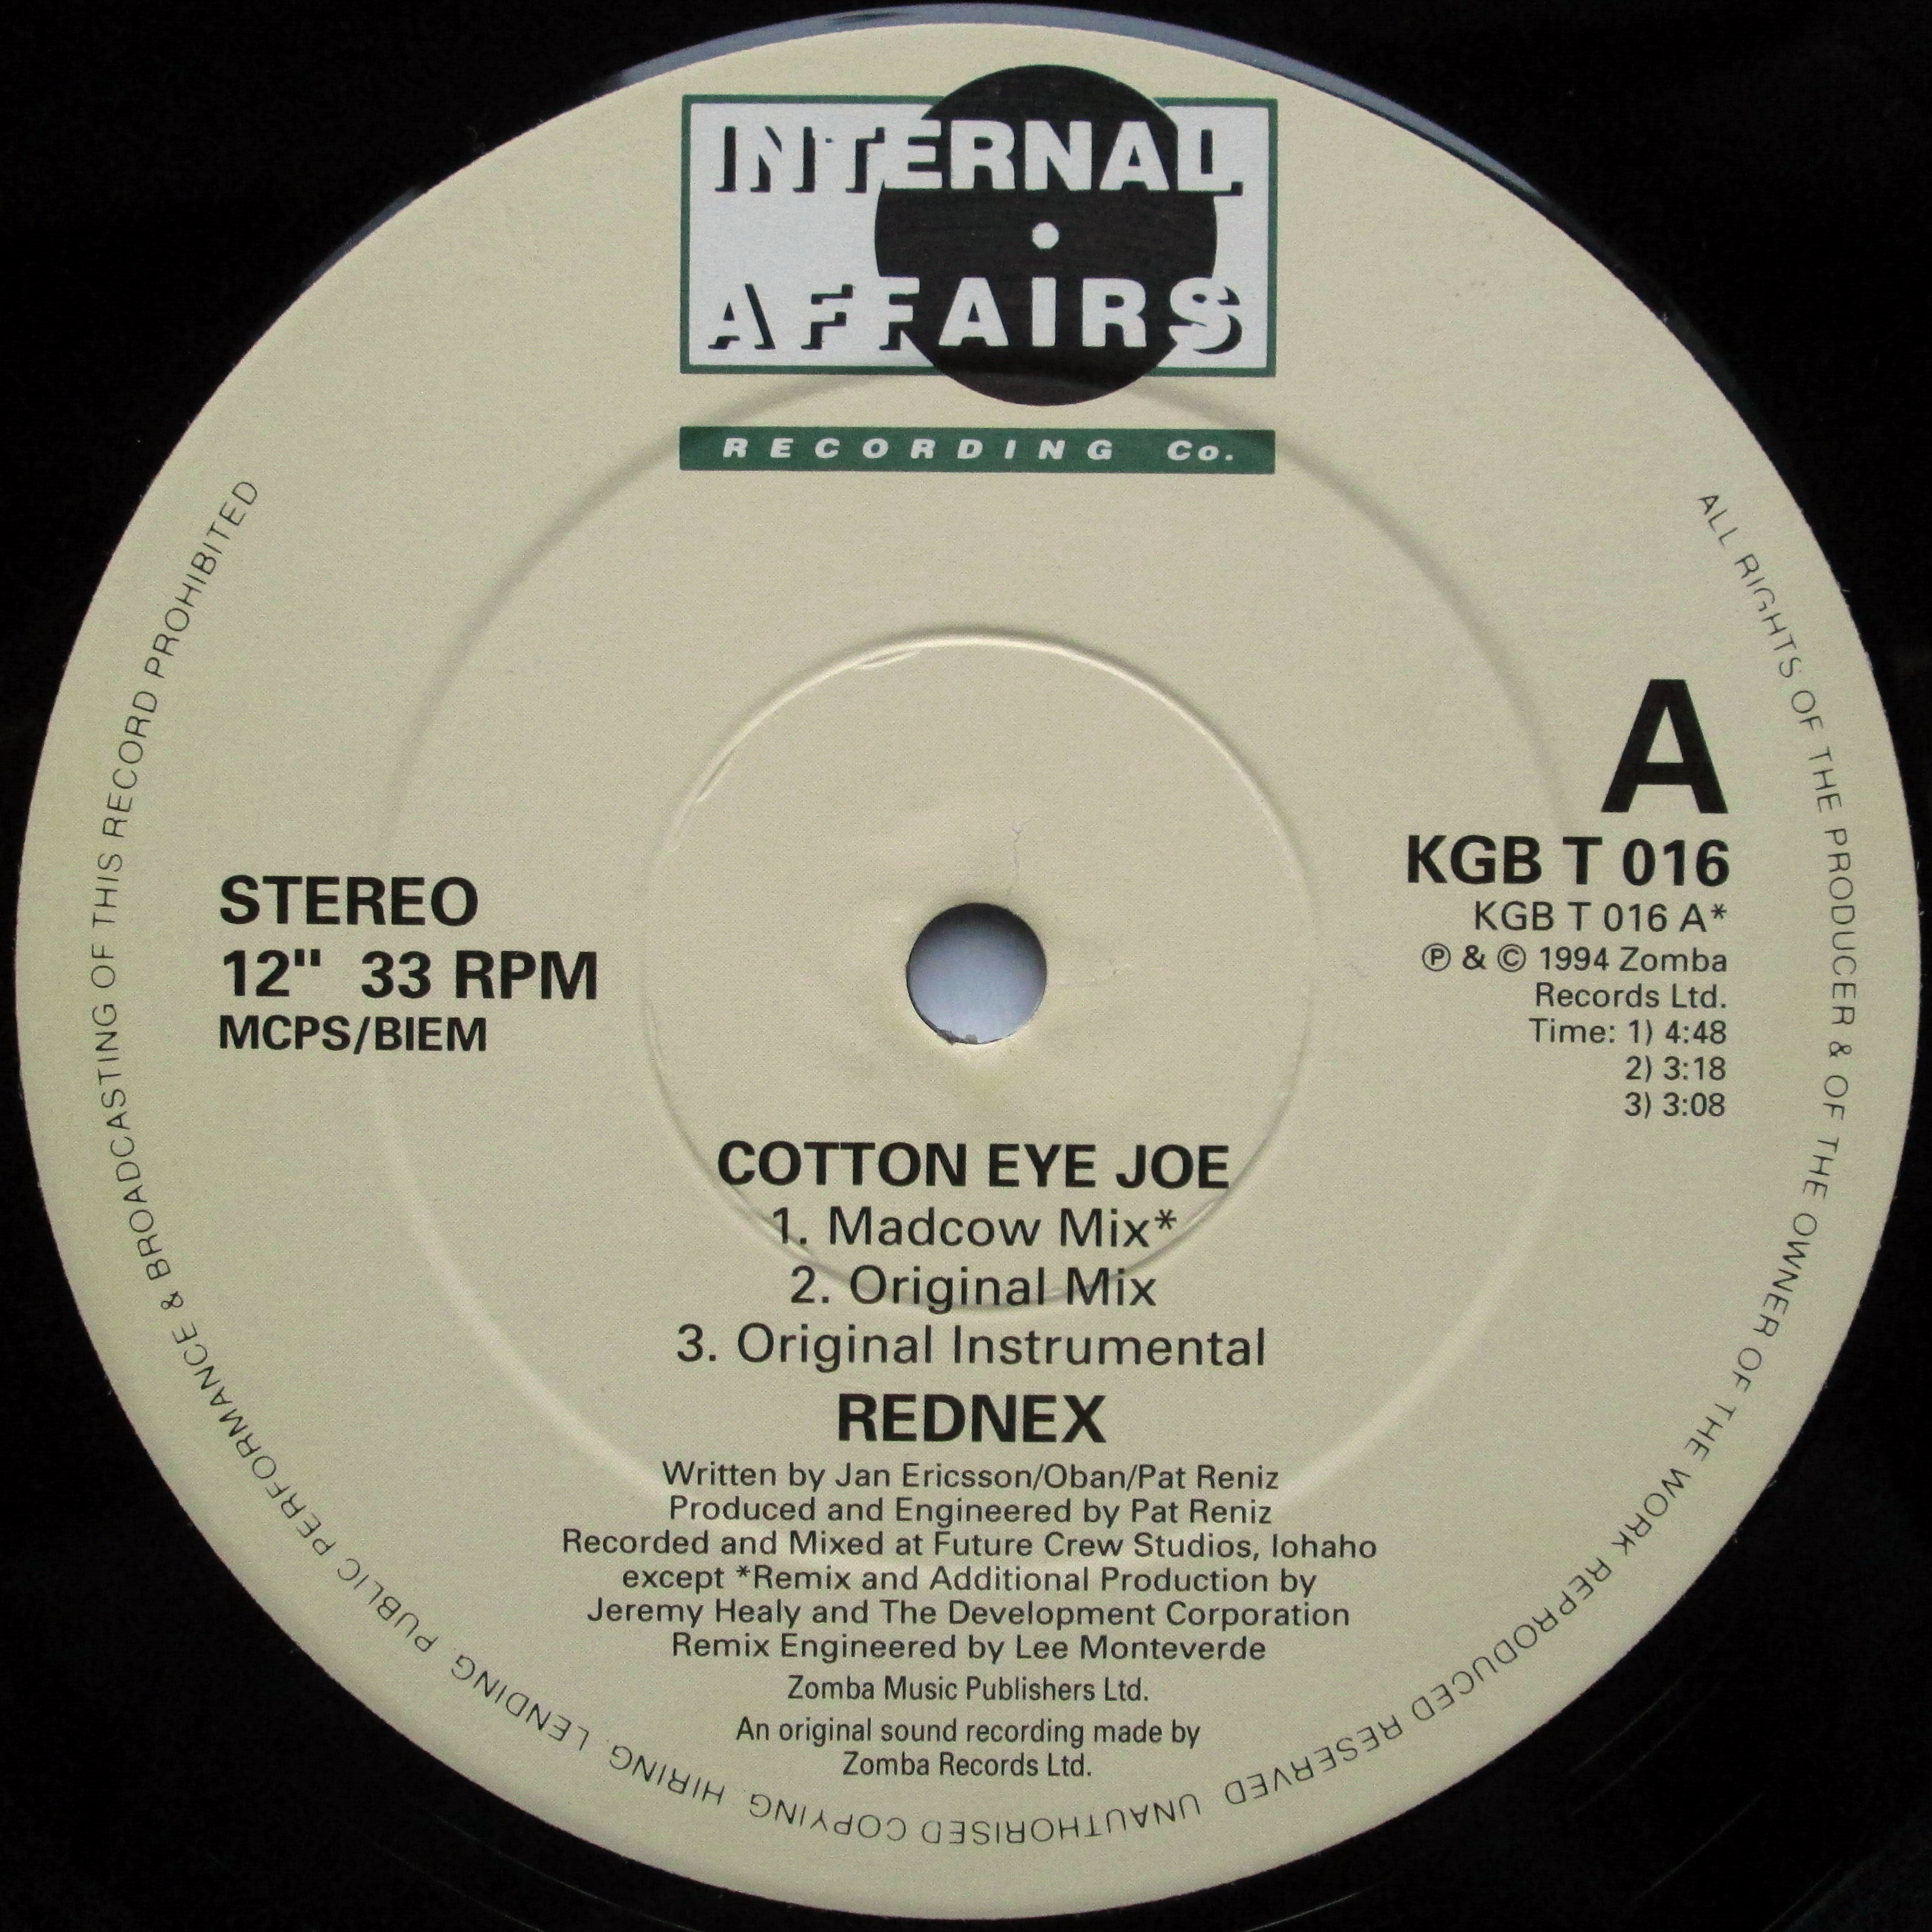 INTERNAL
AFFAIRS
RECORDING Co.
A
KGB T 016
KGB T 016 A*
℗ & © 1994 Zomba
Records Ltd.
Time: 1) 4:48
2) 3:18
3) 3:08
STEREO
12" 33 RPM
MCPS/BIEM
COTTON EYE JOE
1. Madcow Mix*
2. Original Mix
3. Original Instrumental
REDNEX
Written by Jan Ericsson/Oban/Pat Reniz
Produced and Engineered by Pat Reniz
Recorded and Mixed at Future Crew Studios, Iohaho
except *Remix and Additional Production by
Jeremy Healy and The Development Corporation
Remix Engineered by Lee Monteverde
Zomba Music Publishers Ltd.
An original sound recording made by
Zomba Records Ltd.
ALL RIGHTS OF THE PRODUCER & OF THE OWNER OF THE WORK REPRODUCED RESERVED UNAUTHORISED COPYING. HIRING. LENDING. PUBLIC PERFORMANCE & BROADCASTING OF THIS RECORD PROHIBITED